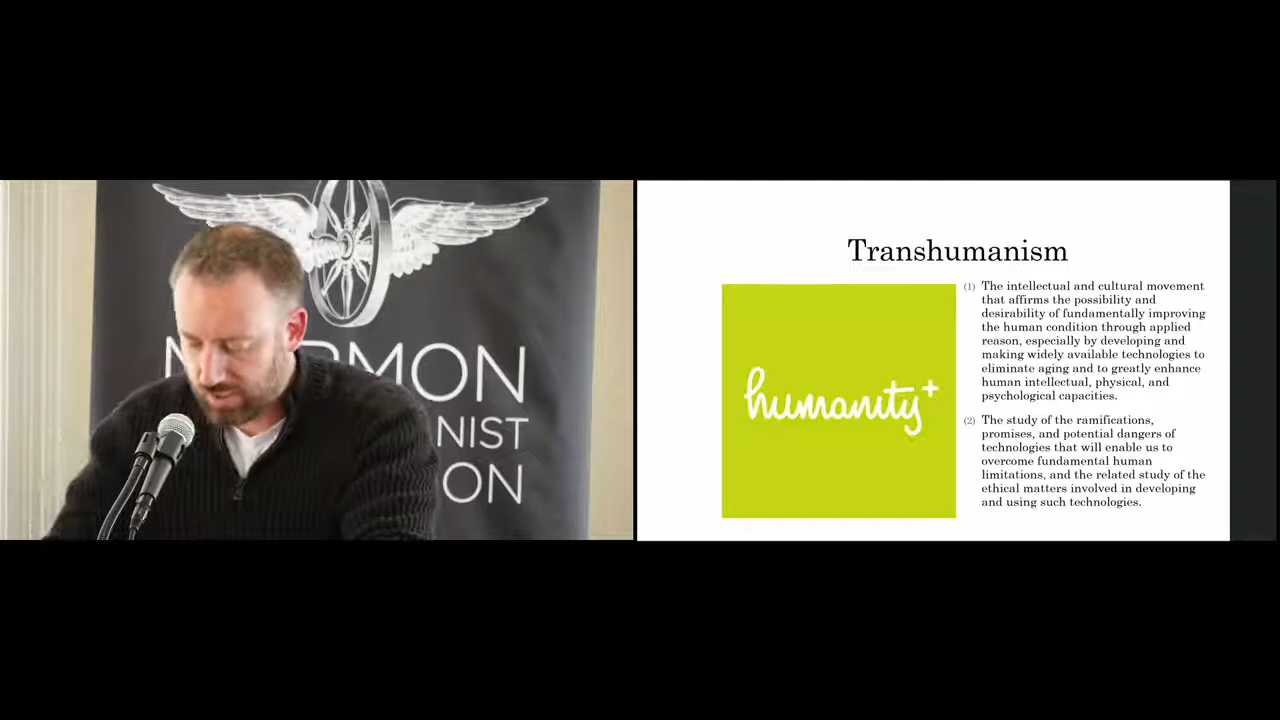 MON
NIST
ON
Transhumanism
(1) The intellectual and cultural movement
that affirms the possibility and
desirability of fundamentally improving
the human condition through applied
reason, especially by developing and
making widely available technologies to
eliminate aging and to greatly enhance
human intellectual, physical, and
psychological capacities.
humanity+
(2) The study of the ramifications,
promises, and potential dangers of
technologies that will enable us to
overcome fundamental human
limitations, and the related study of the
ethical matters involved in developing
and using such technologies.